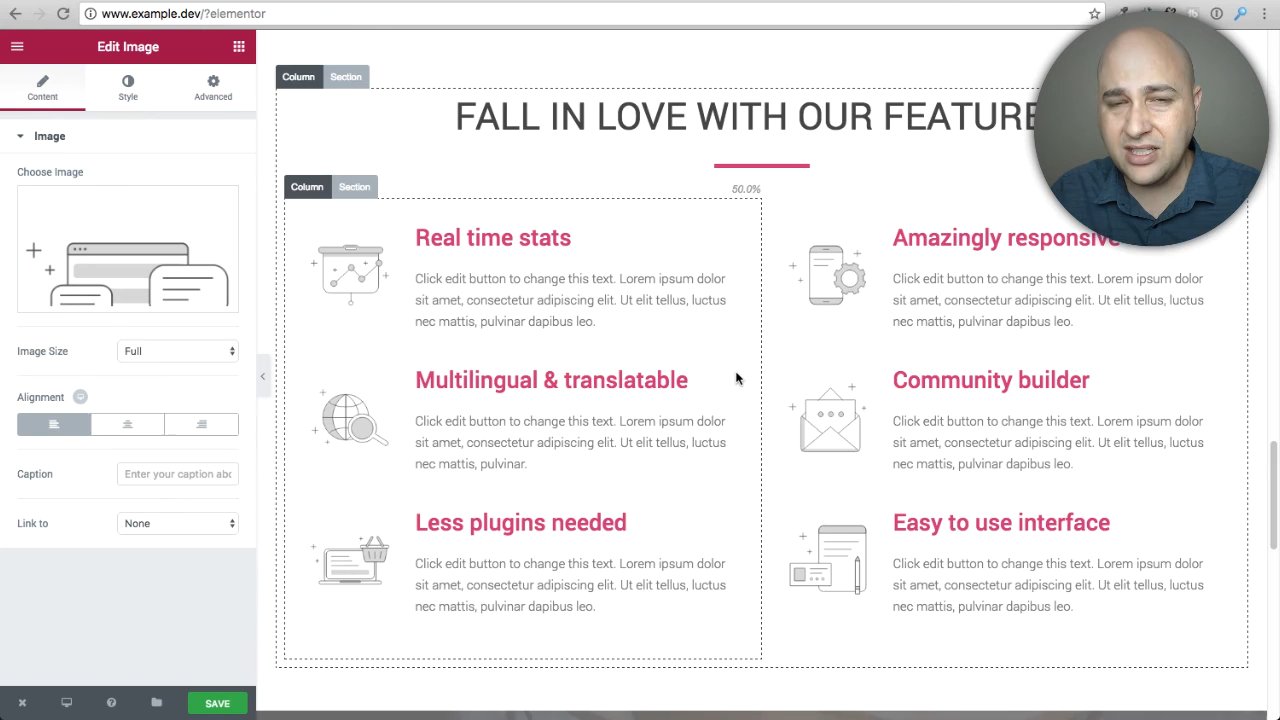 www.example.dev/?elementor
Edit Image
Content
Style
Advanced
Image
Choose Image
Image Size
Full
Alignment
Caption
Enter your caption abo
Link to
None
SAVE
Column
Section
FALL IN LOVE WITH OUR FEATURE
Column
Section
50.0%
Real time stats
Click edit button to change this text. Lorem ipsum dolor
sit amet, consectetur adipiscing elit. Ut elit tellus, luctus
nec mattis, pulvinar dapibus leo.
Multilingual & translatable
Click edit button to change this text. Lorem ipsum dolor
sit amet, consectetur adipiscing elit. Ut elit tellus, luctus
nec mattis, pulvinar.
Less plugins needed
Click edit button to change this text. Lorem ipsum dolor
sit amet, consectetur adipiscing elit. Ut elit tellus, luctus
nec mattis, pulvinar dapibus leo.
Amazingly responsive
Click edit button to change this text. Lorem ipsum dolor
sit amet, consectetur adipiscing elit. Ut elit tellus, luctus
nec mattis, pulvinar dapibus leo.
Community builder
Click edit button to change this text. Lorem ipsum dolor
sit amet, consectetur adipiscing elit. Ut elit tellus, luctus
nec mattis, pulvinar dapibus leo.
Easy to use interface
Click edit button to change this text. Lorem ipsum dolor
sit amet, consectetur adipiscing elit. Ut elit tellus, luctus
nec mattis, pulvinar dapibus leo.